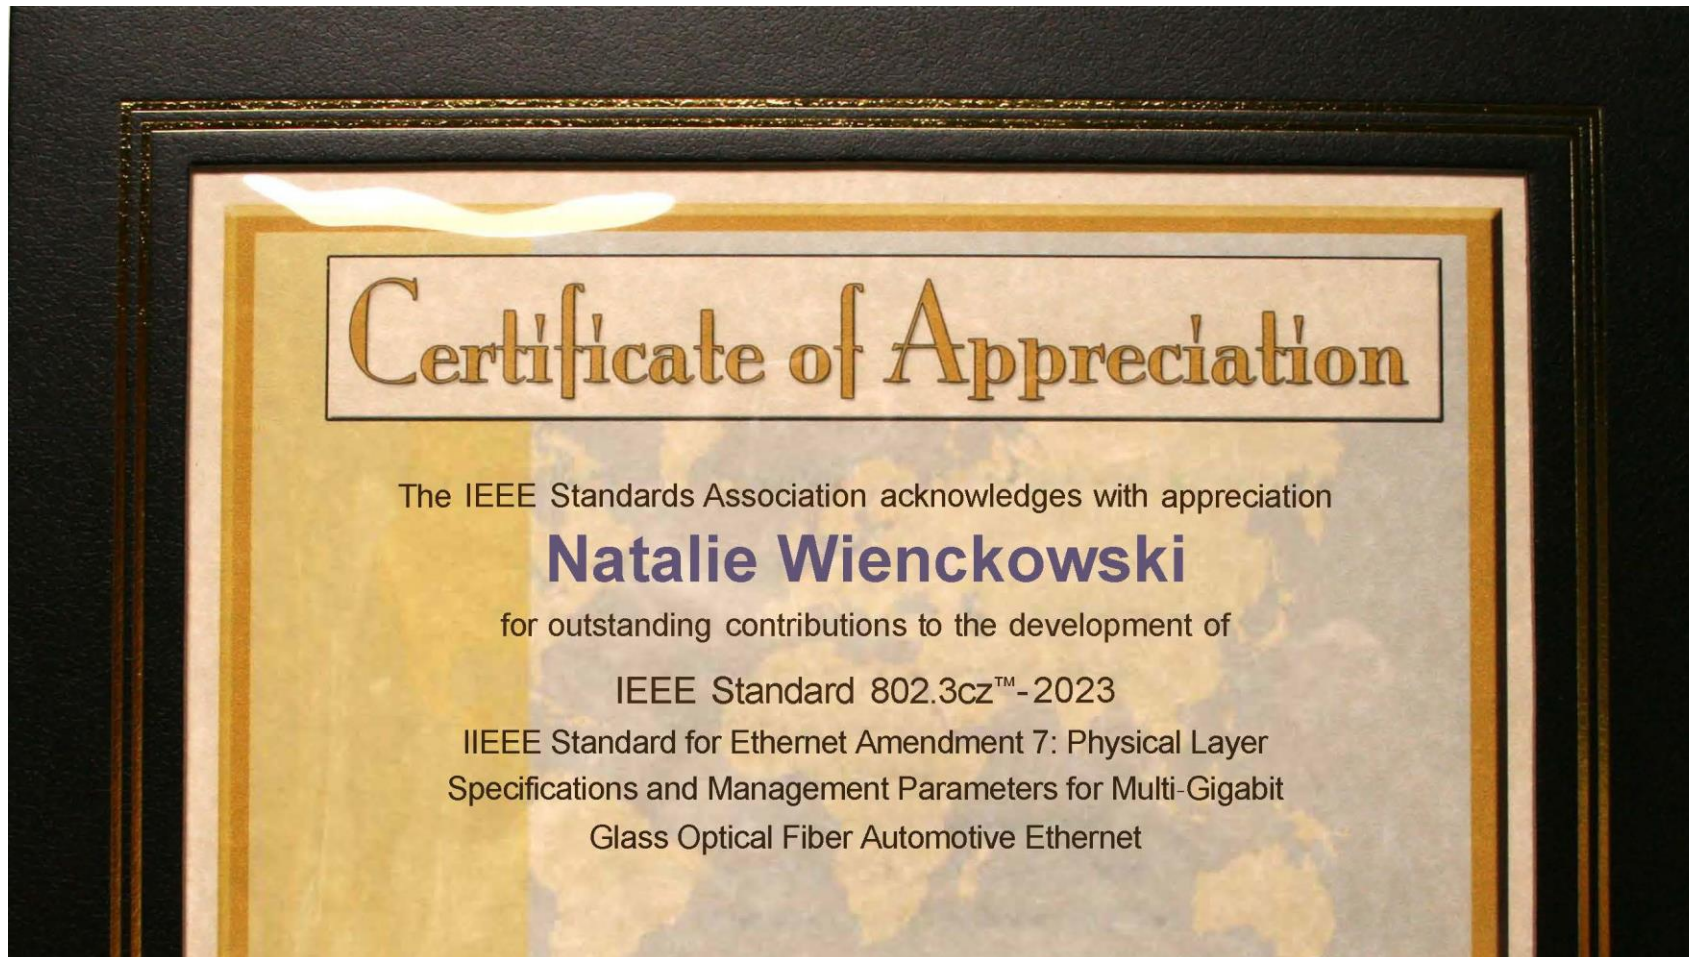 Certificate of Appreciation
The IEEE Standards Association acknowledges with appreciation
Natalie Wienckowski
for outstanding contributions to the development of
IEEE Standard 802.3cz™-2023
IIEEE Standard for Ethernet Amendment 7: Physical Layer
Specifications and Management Parameters for Multi-Gigabit
Glass Optical Fiber Automotive Ethernet